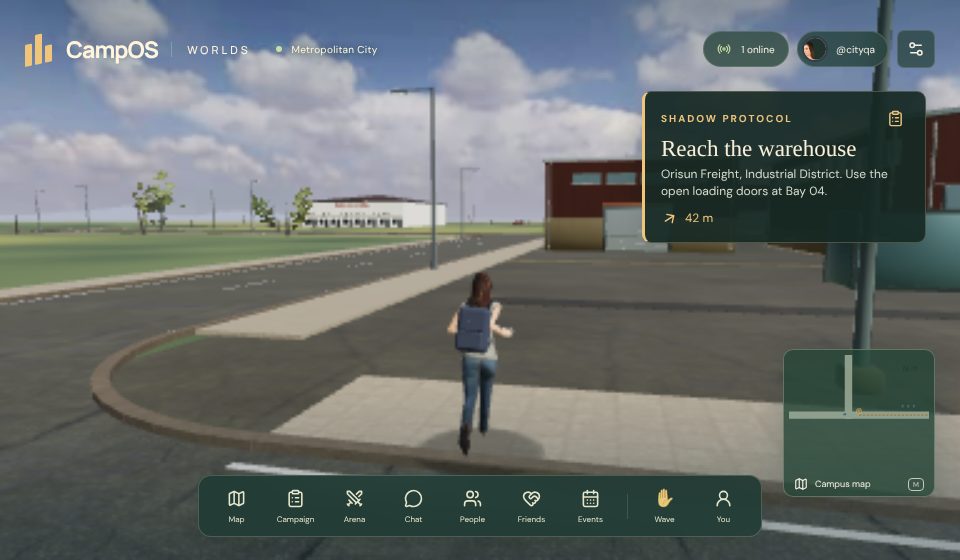 CampOS
WORLDS
Metropolitan City
1 online
@cityqa
SHADOW PROTOCOL
Reach the warehouse
Orisun Freight, Industrial District. Use the
open loading doors at Bay 04.
42 m
Campus map
M
Map
Campaign
Arena
Chat
People
Friends
Events
Wave
You